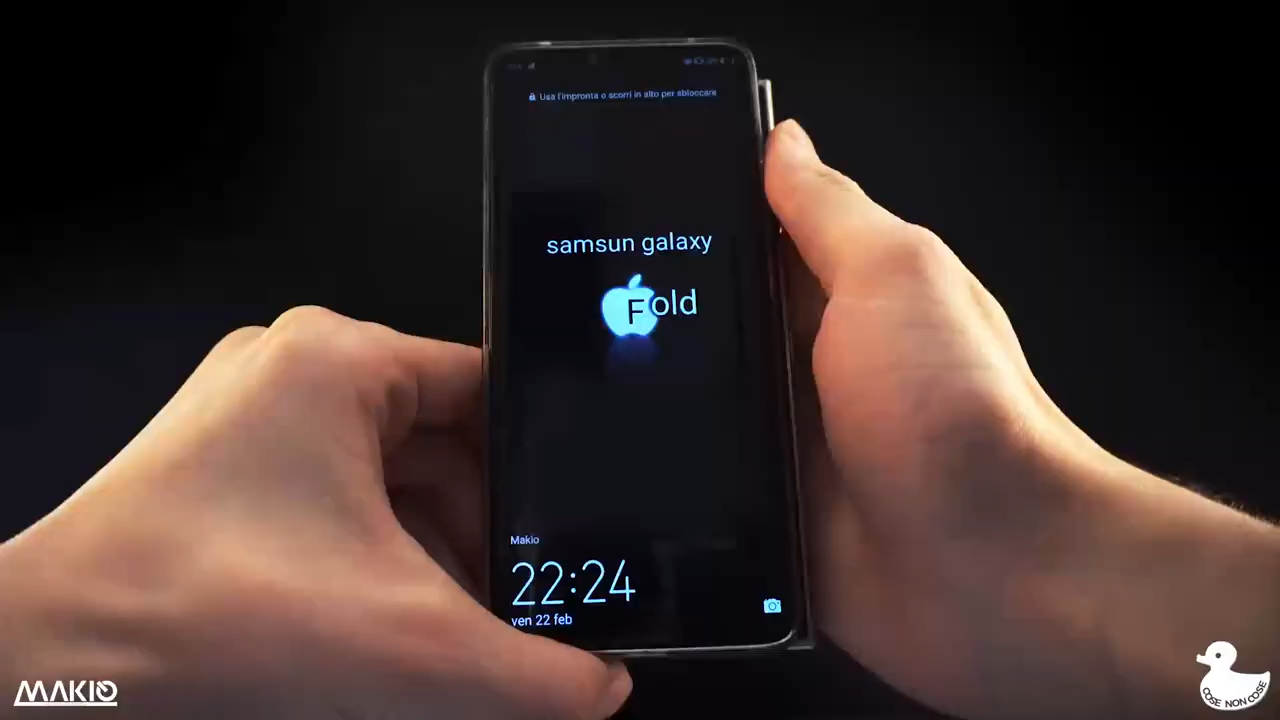 Usa l'impronta o scorri in alto per sbloccare
samsun galaxy
Fold
Makio
22:24
ven 22 feb
MAKIO
COSE NON COSE